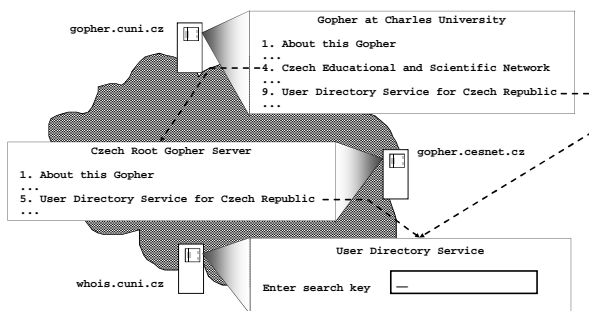 gopher.cuni.cz
Gopher at Charles University
1. About this Gopher
...
4. Czech Educational and Scientific Network
...
9. User Directory Service for Czech Republic
...
Czech Root Gopher Server
1. About this Gopher
...
5. User Directory Service for Czech Republic
...
gopher.cesnet.cz
User Directory Service
whois.cuni.cz
Enter search key
__